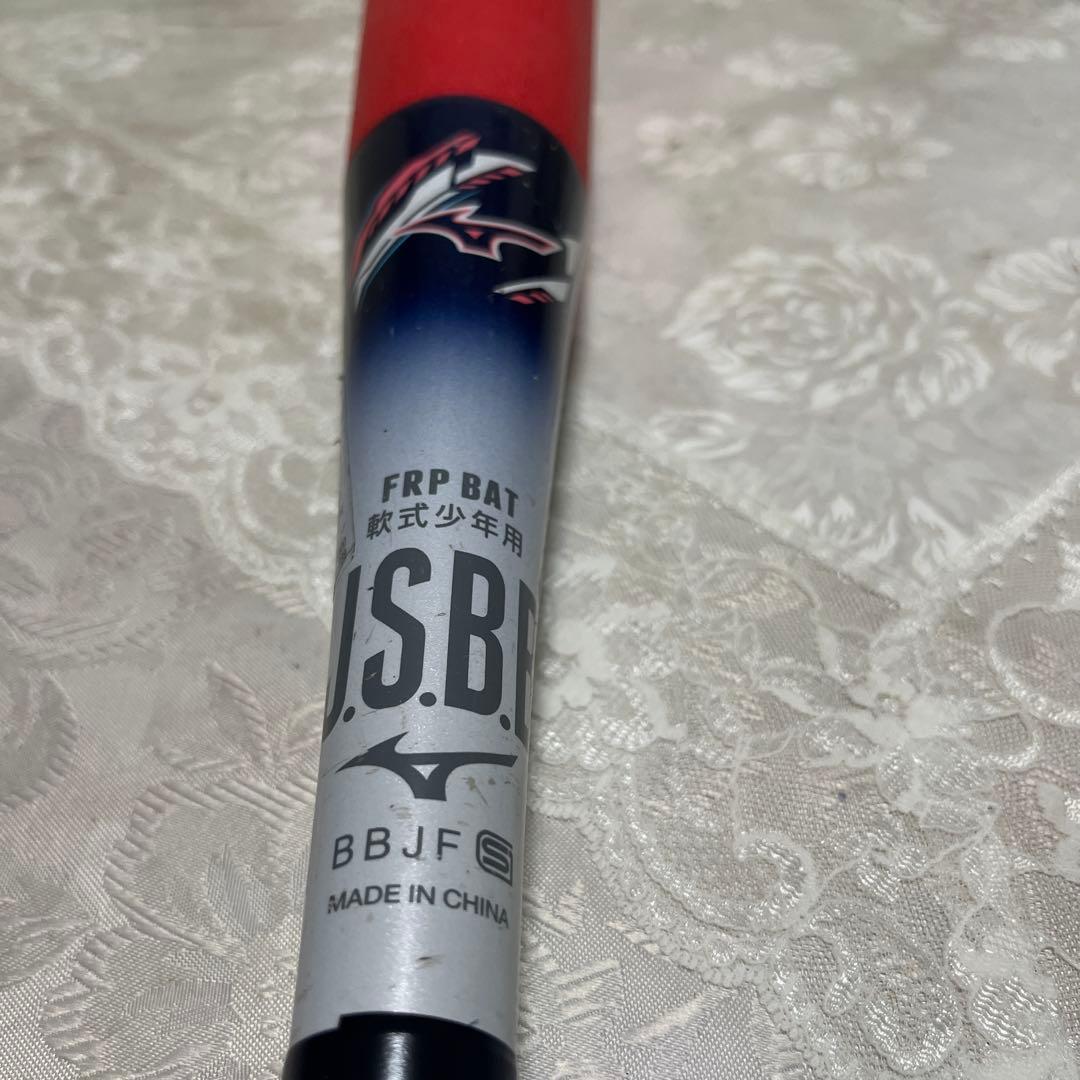 FRP BAT
軟式少年用
J.S.B.B
BBJF S
MADE IN CHINA